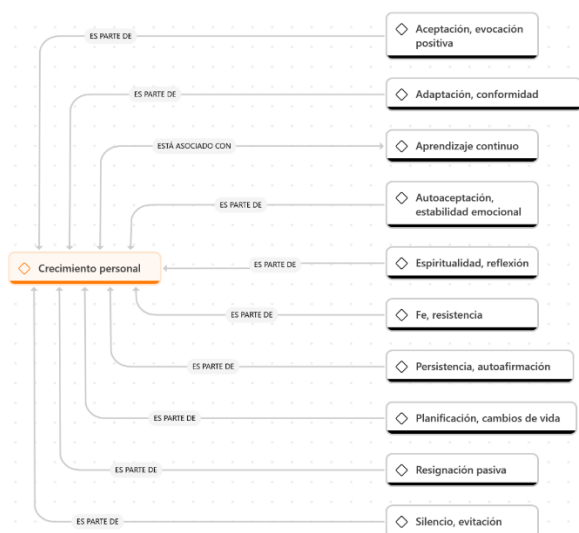 ES PARTE DE
Aceptación, evocación
positiva
ES PARTE DE
Adaptación, conformidad
ESTÁ ASOCIADO CON
Aprendizaje continuo
ES PARTE DE
Autoaceptación,
estabilidad emocional
Crecimiento personal
ES PARTE DE
Espiritualidad, reflexión
ES PARTE DE
Fe, resistencia
ES PARTE DE
Persistencia, autoafirmación
ES PARTE DE
Planificación, cambios de vida
ES PARTE DE
Resignación pasiva
ES PARTE DE
Silencio, evitación